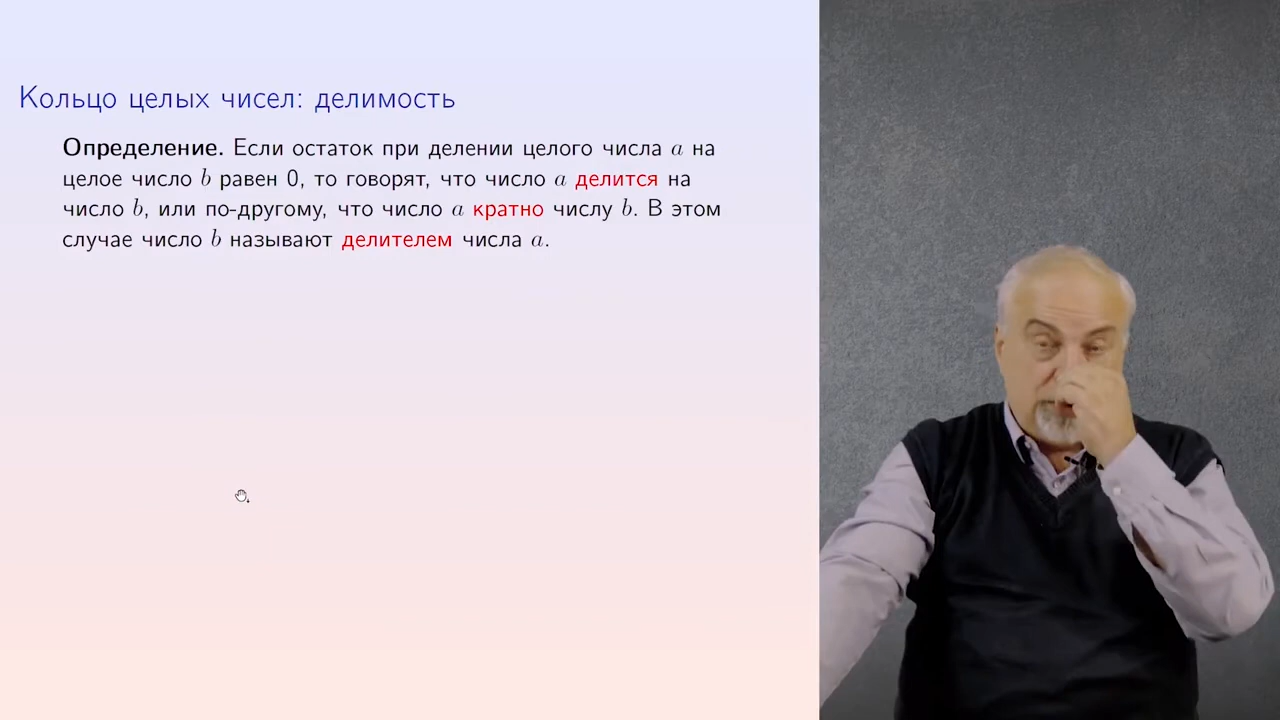 Кольцо целых чисел: делимость
Определение. Если остаток при делении целого числа a на
целое число b равен 0, то говорят, что число a делится на
число b, или по-другому, что число a кратно числу b. В этом
случае число b называют делителем числа a.